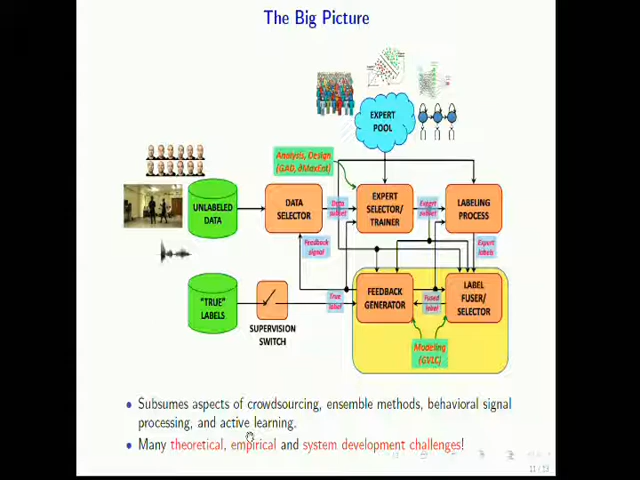 The Big Picture
EXPERT
POOL
Analysis, Design
(GAD, ∂MaxEnt)
UNLABELED
DATA
DATA
SELECTOR
Data
subset
EXPERT
SELECTOR/
TRAINER
Expert
subset
LABELING
PROCESS
Feedback
signal
Expert
labels
"TRUE"
LABELS
SUPERVISION
SWITCH
True
label
FEEDBACK
GENERATOR
Fused
label
LABEL
FUSER/
SELECTOR
Modeling
(GVLC)
• Subsumes aspects of crowdsourcing, ensemble methods, behavioral signal
processing, and active learning.
• Many theoretical, empirical and system development challenges!
11 / 13